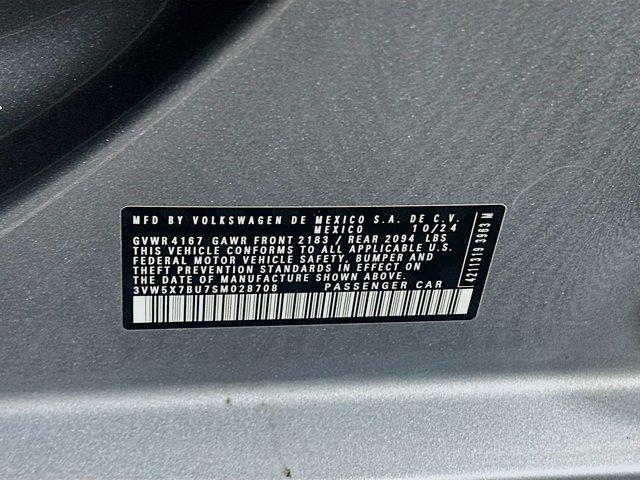 MFD BY VOLKSWAGEN DE MEXICO S.A. DE C.V.
MEXICO 10/24
GVWR 4167 GAWR FRONT 2183 / REAR 2094 LBS
THIS VEHICLE CONFORMS TO ALL APPLICABLE U.S.
FEDERAL MOTOR VEHICLE SAFETY, BUMPER AND
THEFT PREVENTION STANDARDS IN EFFECT ON
THE DATE OF MANUFACTURE SHOWN ABOVE.
3VW5X7BU7SM028708 PASSENGER CAR
4211319 3963 M